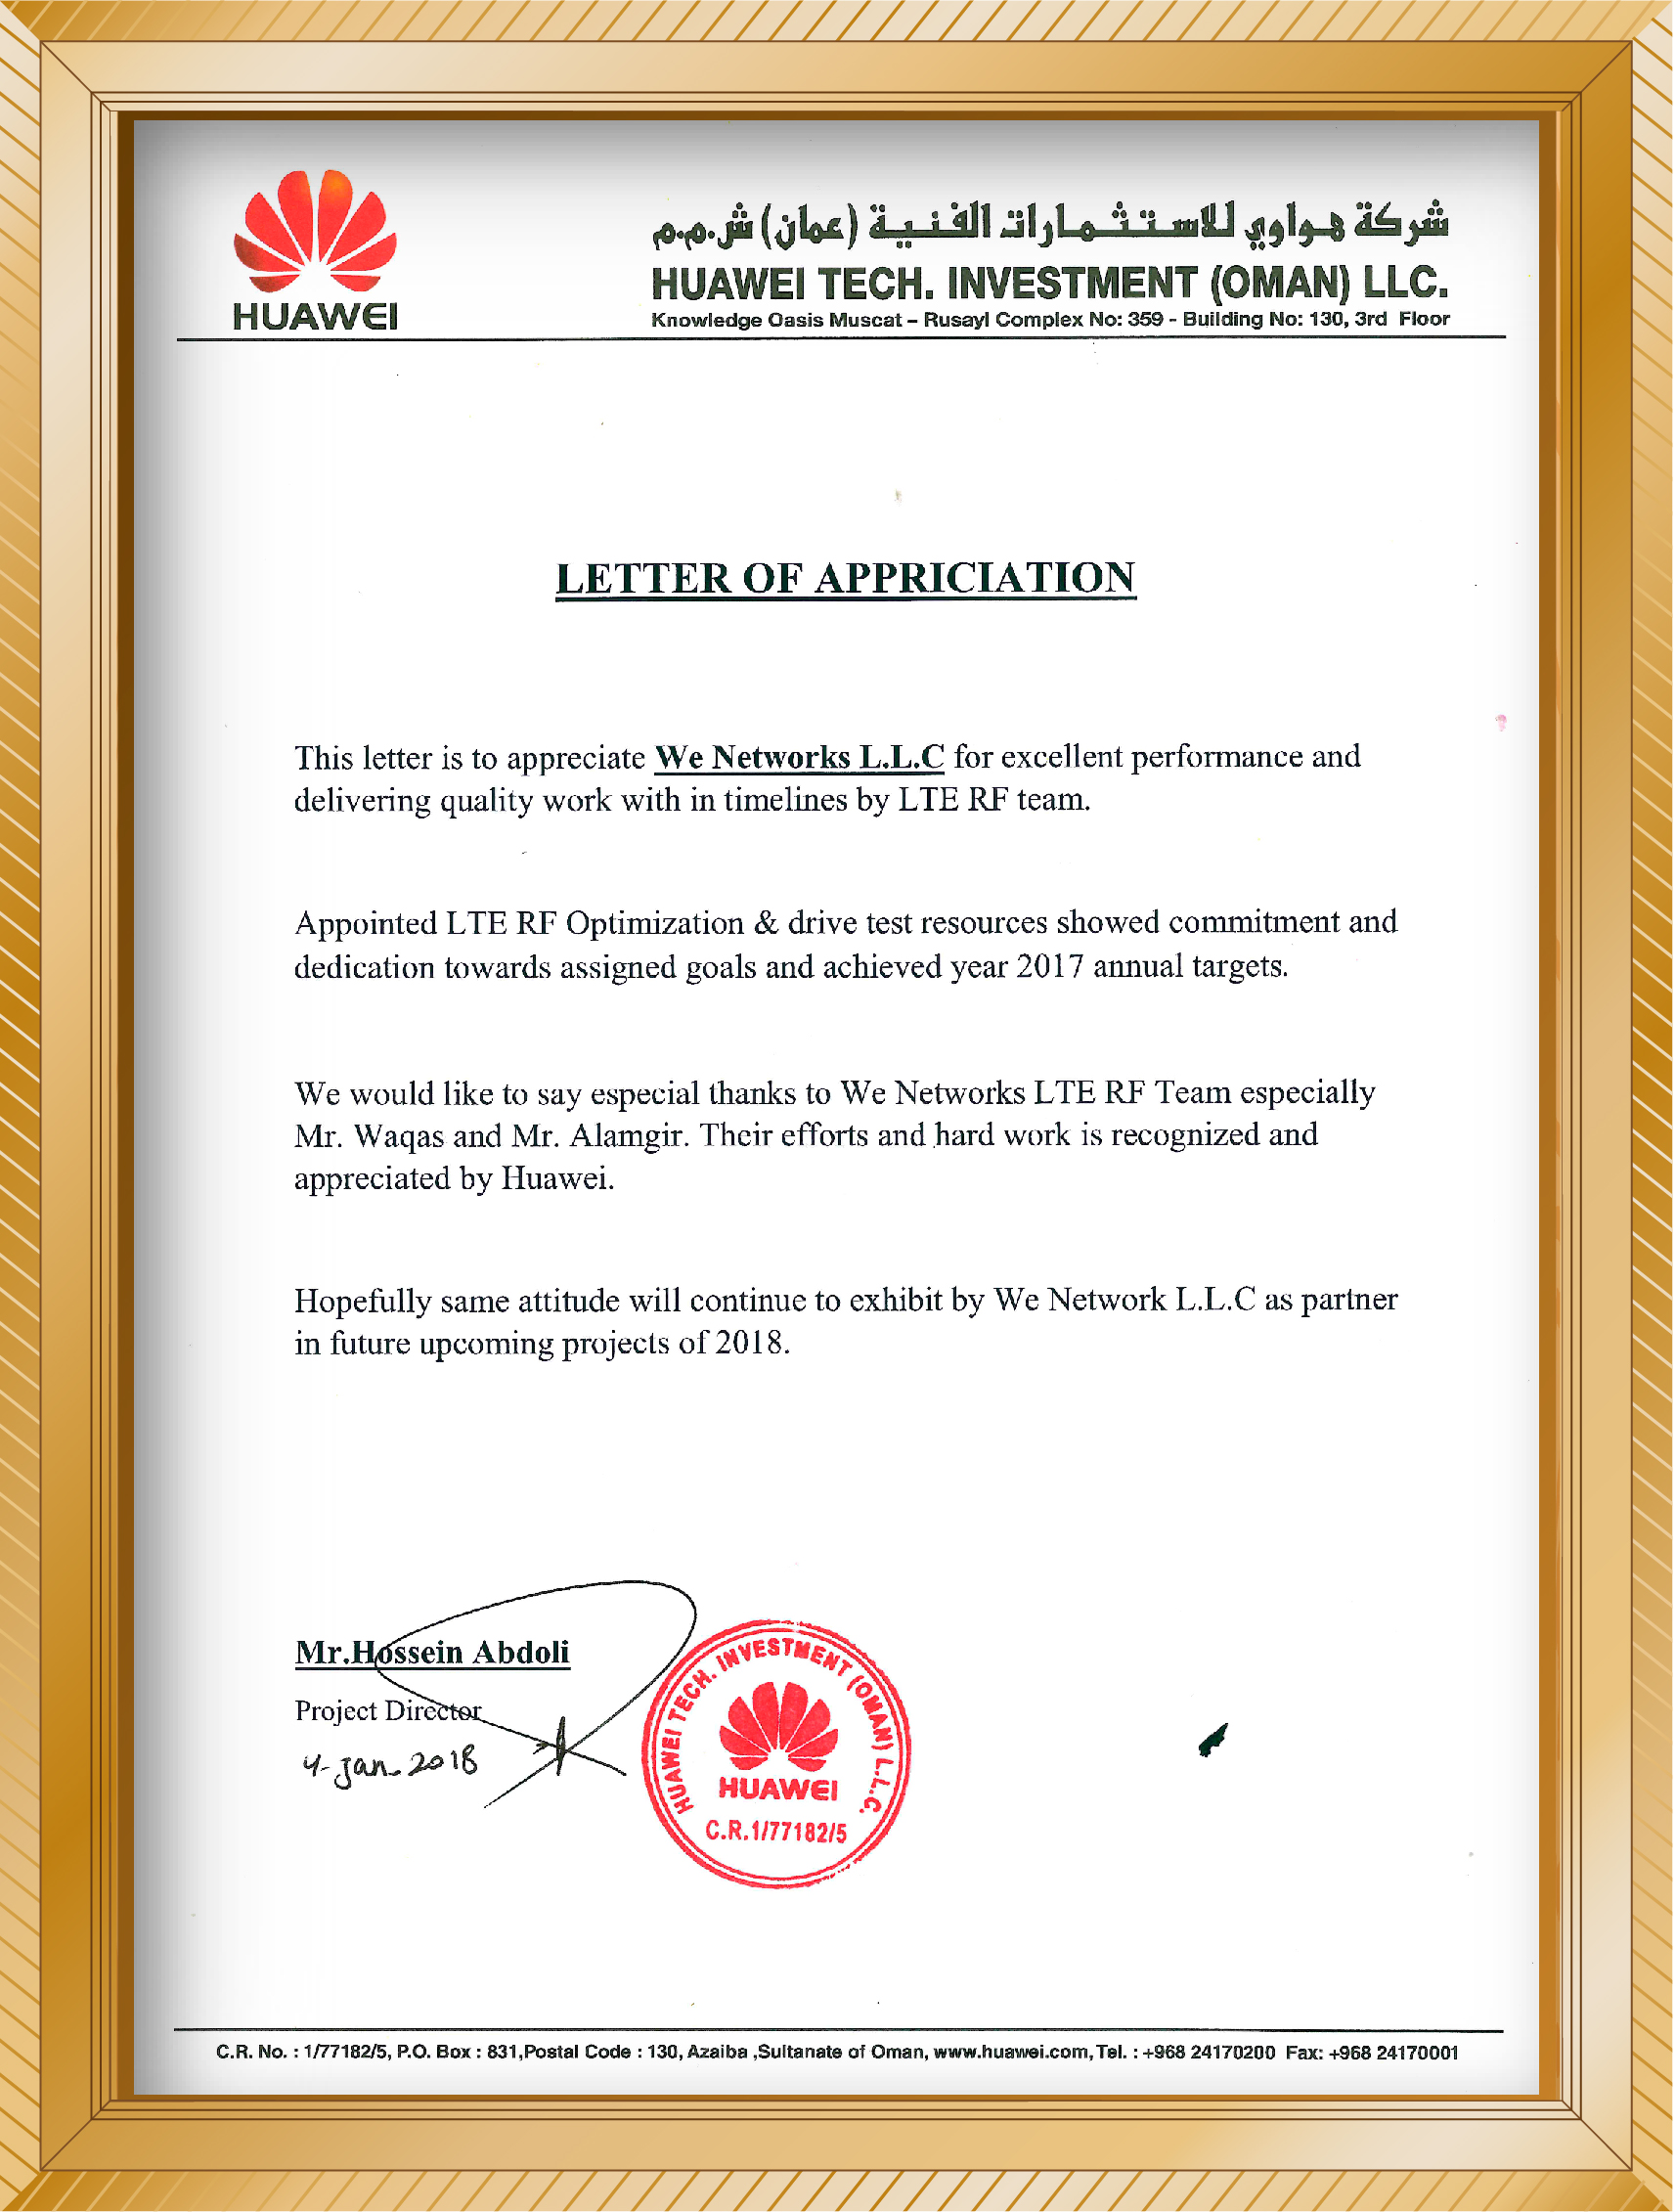 HUAWEI
شركة هواوي للاستثمارات الفنية (عمان) ش.م.م
HUAWEI TECH. INVESTMENT (OMAN) LLC.
Knowledge Oasis Muscat – Rusayl Complex No: 359 - Building No: 130, 3rd Floor
LETTER OF APPRICIATION
This letter is to appreciate We Networks L.L.C for excellent performance and
delivering quality work with in timelines by LTE RF team.
Appointed LTE RF Optimization & drive test resources showed commitment and
dedication towards assigned goals and achieved year 2017 annual targets.
We would like to say especial thanks to We Networks LTE RF Team especially
Mr. Waqas and Mr. Alamgir. Their efforts and hard work is recognized and
appreciated by Huawei.
Hopefully same attitude will continue to exhibit by We Network L.L.C as partner
in future upcoming projects of 2018.
Mr.Hossein Abdoli
Project Director
4-Jan-2018
HUAWEI TECH. INVESTMENT (OMAN) L.L.C.
HUAWEI
C.R.1/77182/5
C.R. No. : 1/77182/5, P.O. Box : 831,Postal Code : 130, Azaiba ,Sultanate of Oman, www.huawei.com, Tel. : +968 24170200 Fax: +968 24170001